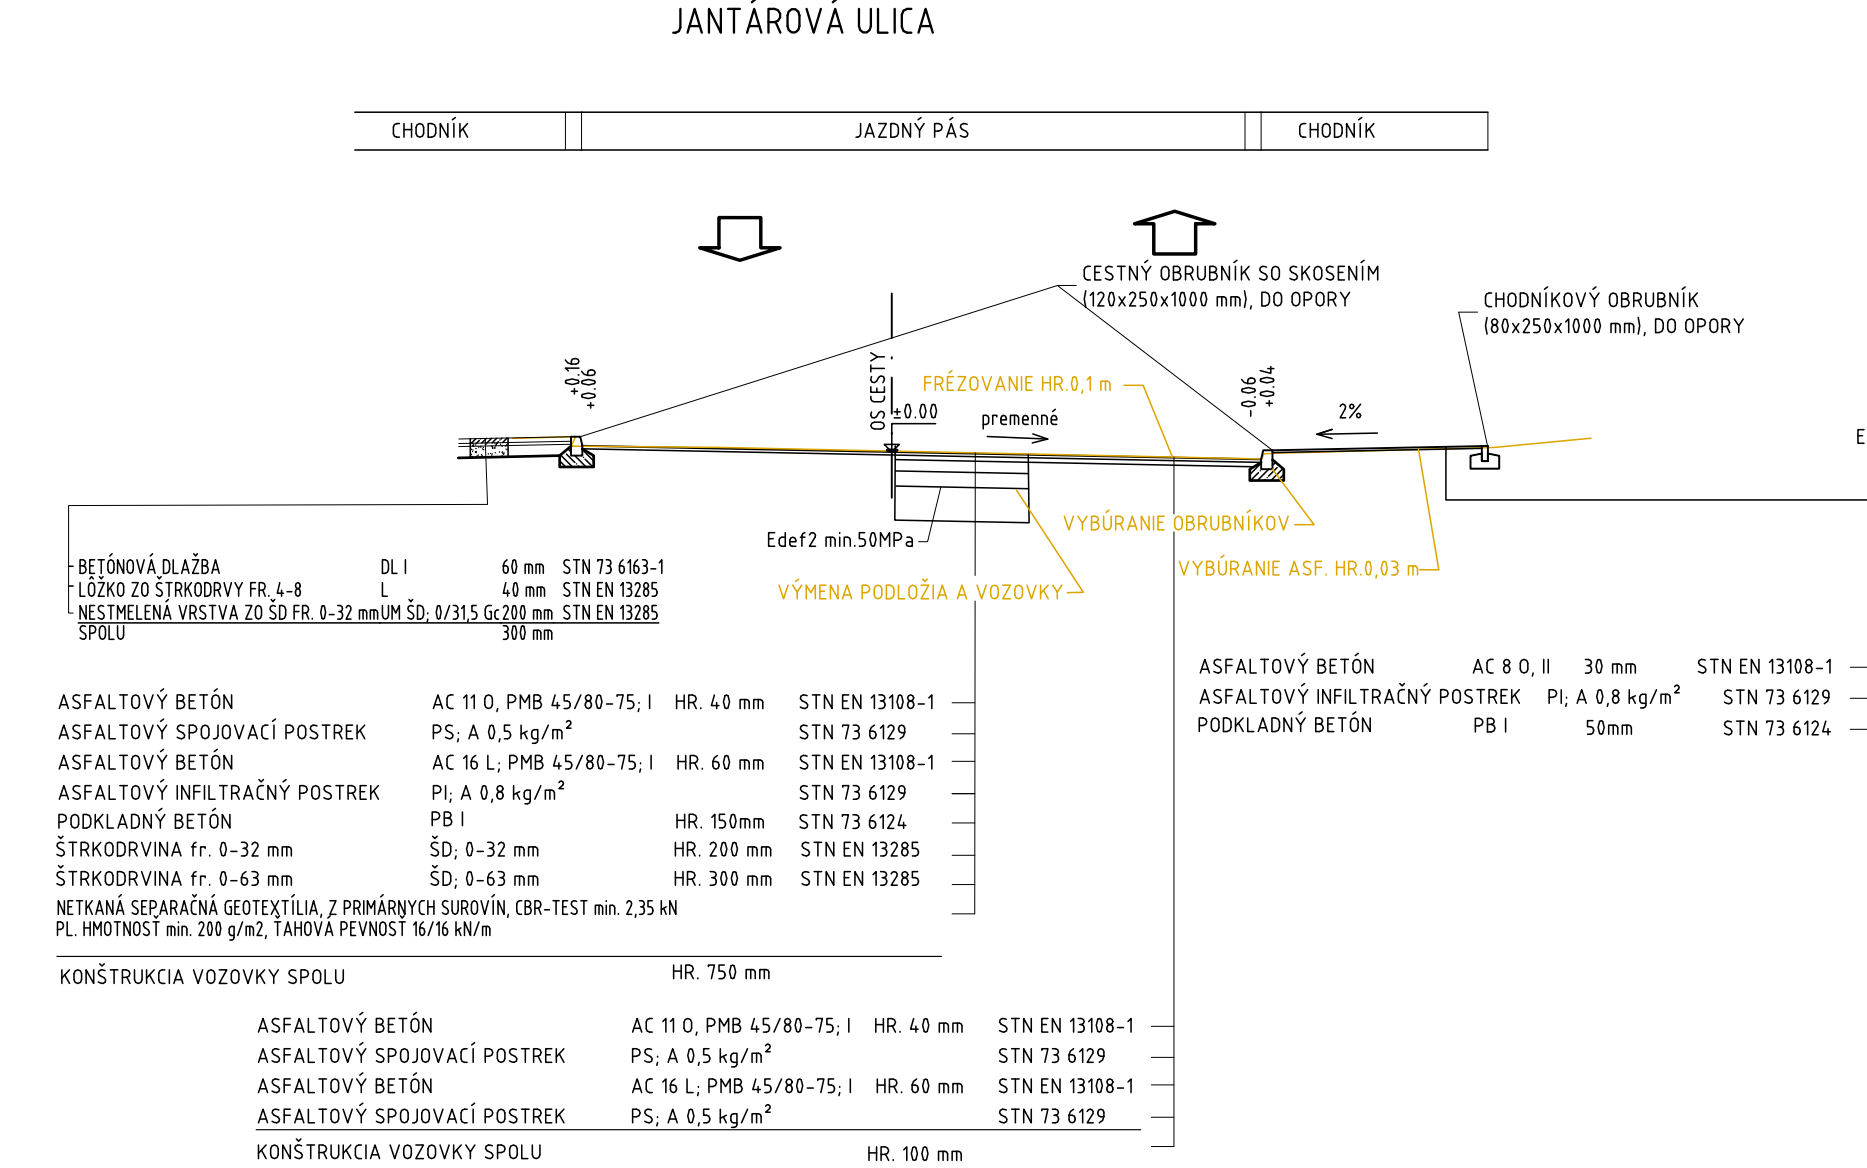 JANTÁROVÁ ULICA
CHODNÍK JAZDNÝ PÁS CHODNÍK
CESTNÝ OBRUBNÍK SO SKOSENÍM
(120x250x1000 mm), DO OPORY
CHODNÍKOVÝ OBRUBNÍK
(80x250x1000 mm), DO OPORY
+0.16
+0.06
OS CESTY
±0.00
FRÉZOVANIE HR.0,1 m
premenné
-0.06
+0.04
2%
E
VYBÚRANIE OBRUBNÍKOV
Edef2 min.50MPa
VYBÚRANIE ASF. HR.0,03 m
VÝMENA PODLOŽIA A VOZOVKY
BETÓNOVÁ DLAŽBA DL I 60 mm STN 73 6163-1
LÔŽKO ZO ŠTRKODRVY FR. 4-8 L 40 mm STN EN 13285
NESTMELENÁ VRSTVA ZO ŠD FR. 0-32 mm UM ŠD; 0/31,5 Gc 200 mm STN EN 13285
SPOLU 300 mm
ASFALTOVÝ BETÓN AC 8 O, II 30 mm STN EN 13108-1
ASFALTOVÝ INFILTRAČNÝ POSTREK PI; A 0,8 kg/m² STN 73 6129
PODKLADNÝ BETÓN PB I 50mm STN 73 6124
ASFALTOVÝ BETÓN AC 11 O, PMB 45/80-75; I HR. 40 mm STN EN 13108-1
ASFALTOVÝ SPOJOVACÍ POSTREK PS; A 0,5 kg/m² STN 73 6129
ASFALTOVÝ BETÓN AC 16 L; PMB 45/80-75; I HR. 60 mm STN EN 13108-1
ASFALTOVÝ INFILTRAČNÝ POSTREK PI; A 0,8 kg/m² STN 73 6129
PODKLADNÝ BETÓN PB I HR. 150mm STN 73 6124
ŠTRKODRVINA fr. 0-32 mm ŠD; 0-32 mm HR. 200 mm STN EN 13285
ŠTRKODRVINA fr. 0-63 mm ŠD; 0-63 mm HR. 300 mm STN EN 13285
NETKANÁ SEPARAČNÁ GEOTEXTÍLIA, Z PRIMÁRNYCH SUROVÍN, CBR-TEST min. 2,35 kN
PL. HMOTNOSŤ min. 200 g/m2, ŤAHOVÁ PEVNOSŤ 16/16 kN/m
KONŠTRUKCIA VOZOVKY SPOLU HR. 750 mm
ASFALTOVÝ BETÓN AC 11 O, PMB 45/80-75; I HR. 40 mm STN EN 13108-1
ASFALTOVÝ SPOJOVACÍ POSTREK PS; A 0,5 kg/m² STN 73 6129
ASFALTOVÝ BETÓN AC 16 L; PMB 45/80-75; I HR. 60 mm STN EN 13108-1
ASFALTOVÝ SPOJOVACÍ POSTREK PS; A 0,5 kg/m² STN 73 6129
KONŠTRUKCIA VOZOVKY SPOLU HR. 100 mm